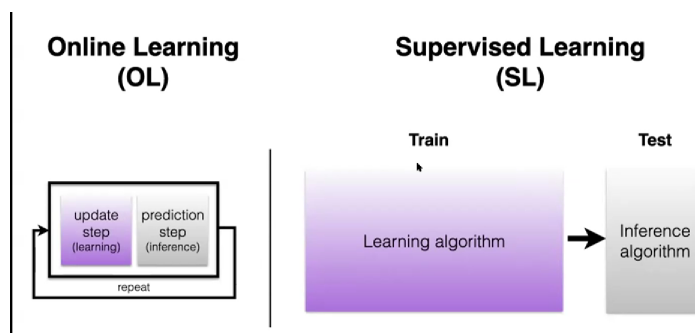 Online Learning
(OL)
Supervised Learning
(SL)
Train
Test
update
step
(learning)
prediction
step
(inference)
repeat
Learning algorithm
Inference
algorithm